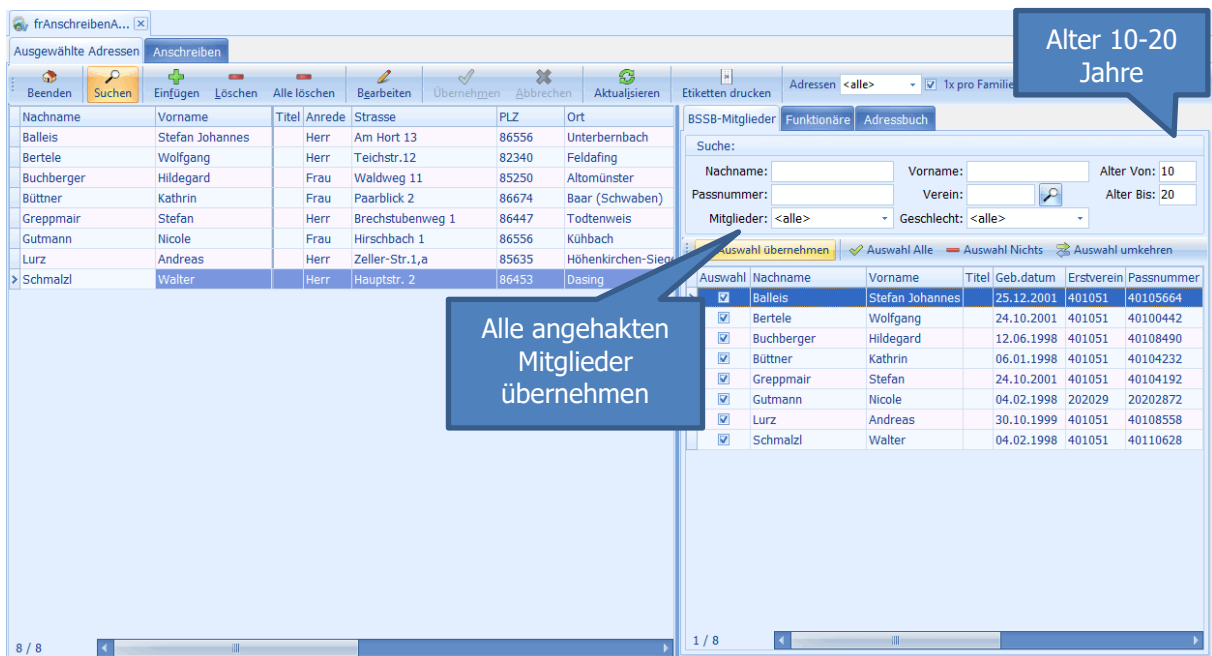 frAnschreibenA...
Ausgewählte Adressen Anschreiben
Beenden Suchen Einfügen Löschen Alle löschen Bearbeiten Übernehmen Abbrechen Aktualisieren Etiketten drucken Adressen <alle> 1x pro Familie
Alter 10-20
Jahre
Nachname Vorname Titel Anrede Strasse PLZ Ort
Balleis Stefan Johannes Herr Am Hort 13 86556 Unterbernbach
Bertele Wolfgang Herr Teichstr.12 82340 Feldafing
Buchberger Hildegard Frau Waldweg 11 85250 Altomünster
Büttner Kathrin Frau Paarblick 2 86674 Baar (Schwaben)
Greppmair Stefan Herr Brechstubenweg 1 86447 Todtenweis
Gutmann Nicole Frau Hirschbach 1 86556 Kühbach
Lurz Andreas Herr Zeller-Str.1,a 85635 Höhenkirchen-Sieg
Schmalzl Walter Herr Hauptstr. 2 86453 Dasing
8 / 8
BSSB-Mitglieder Funktionäre Adressbuch
Suche:
Nachname: Vorname: Alter Von: 10
Passnummer: Verein: Alter Bis: 20
Mitglieder: <alle> Geschlecht: <alle>
Auswahl übernehmen Auswahl Alle Auswahl Nichts Auswahl umkehren
Auswahl Nachname Vorname Titel Geb.datum Erstverein Passnummer
Balleis Stefan Johannes 25.12.2001 401051 40105664
Bertele Wolfgang 24.10.2001 401051 40100442
Buchberger Hildegard 12.06.1998 401051 40108490
Büttner Kathrin 06.01.1998 401051 40104232
Greppmair Stefan 24.10.2001 401051 40104192
Gutmann Nicole 04.02.1998 202029 20202872
Lurz Andreas 30.10.1999 401051 40108558
Schmalzl Walter 04.02.1998 401051 40110628
1 / 8
Alle angehakten
Mitglieder
übernehmen